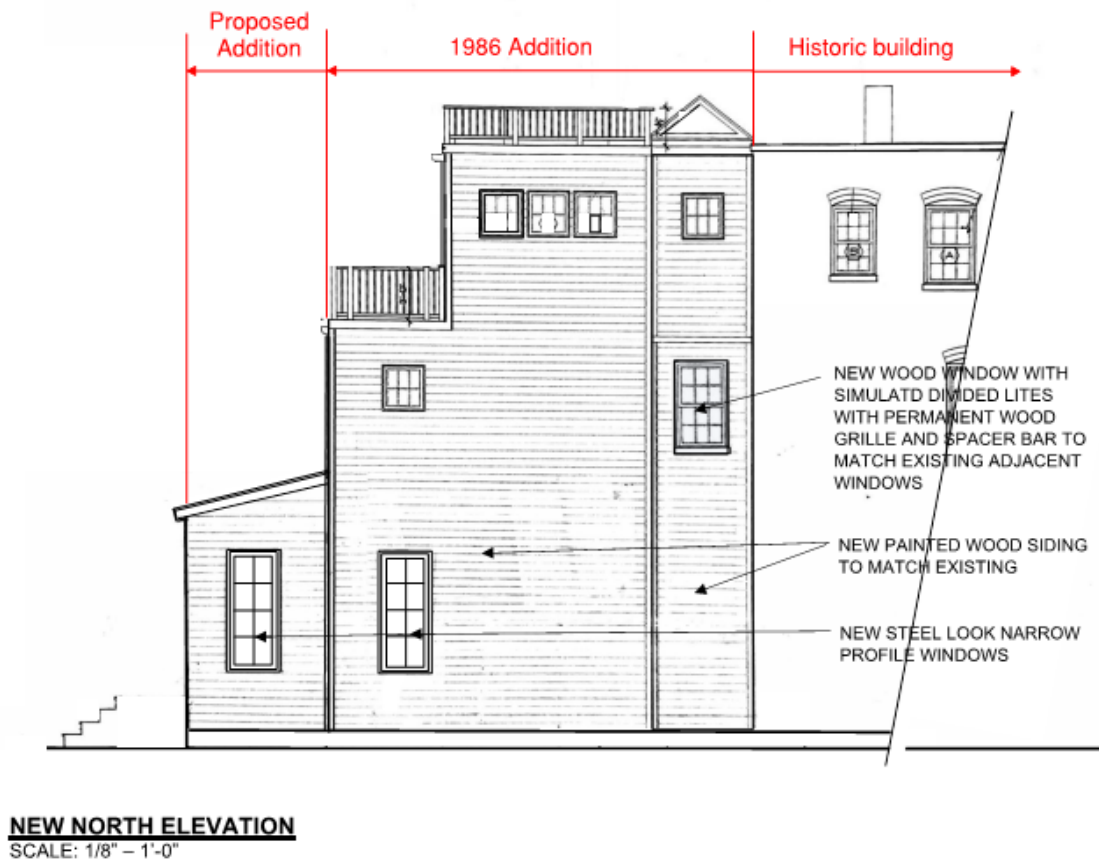 Proposed
Addition
1986 Addition
Historic building
B
A
NEW WOOD WINDOW WITH
SIMULATD DIVIDED LITES
WITH PERMANENT WOOD
GRILLE AND SPACER BAR TO
MATCH EXISTING ADJACENT
WINDOWS
NEW PAINTED WOOD SIDING
TO MATCH EXISTING
NEW STEEL LOOK NARROW
PROFILE WINDOWS
NEW NORTH ELEVATION
SCALE: 1/8" – 1'-0"